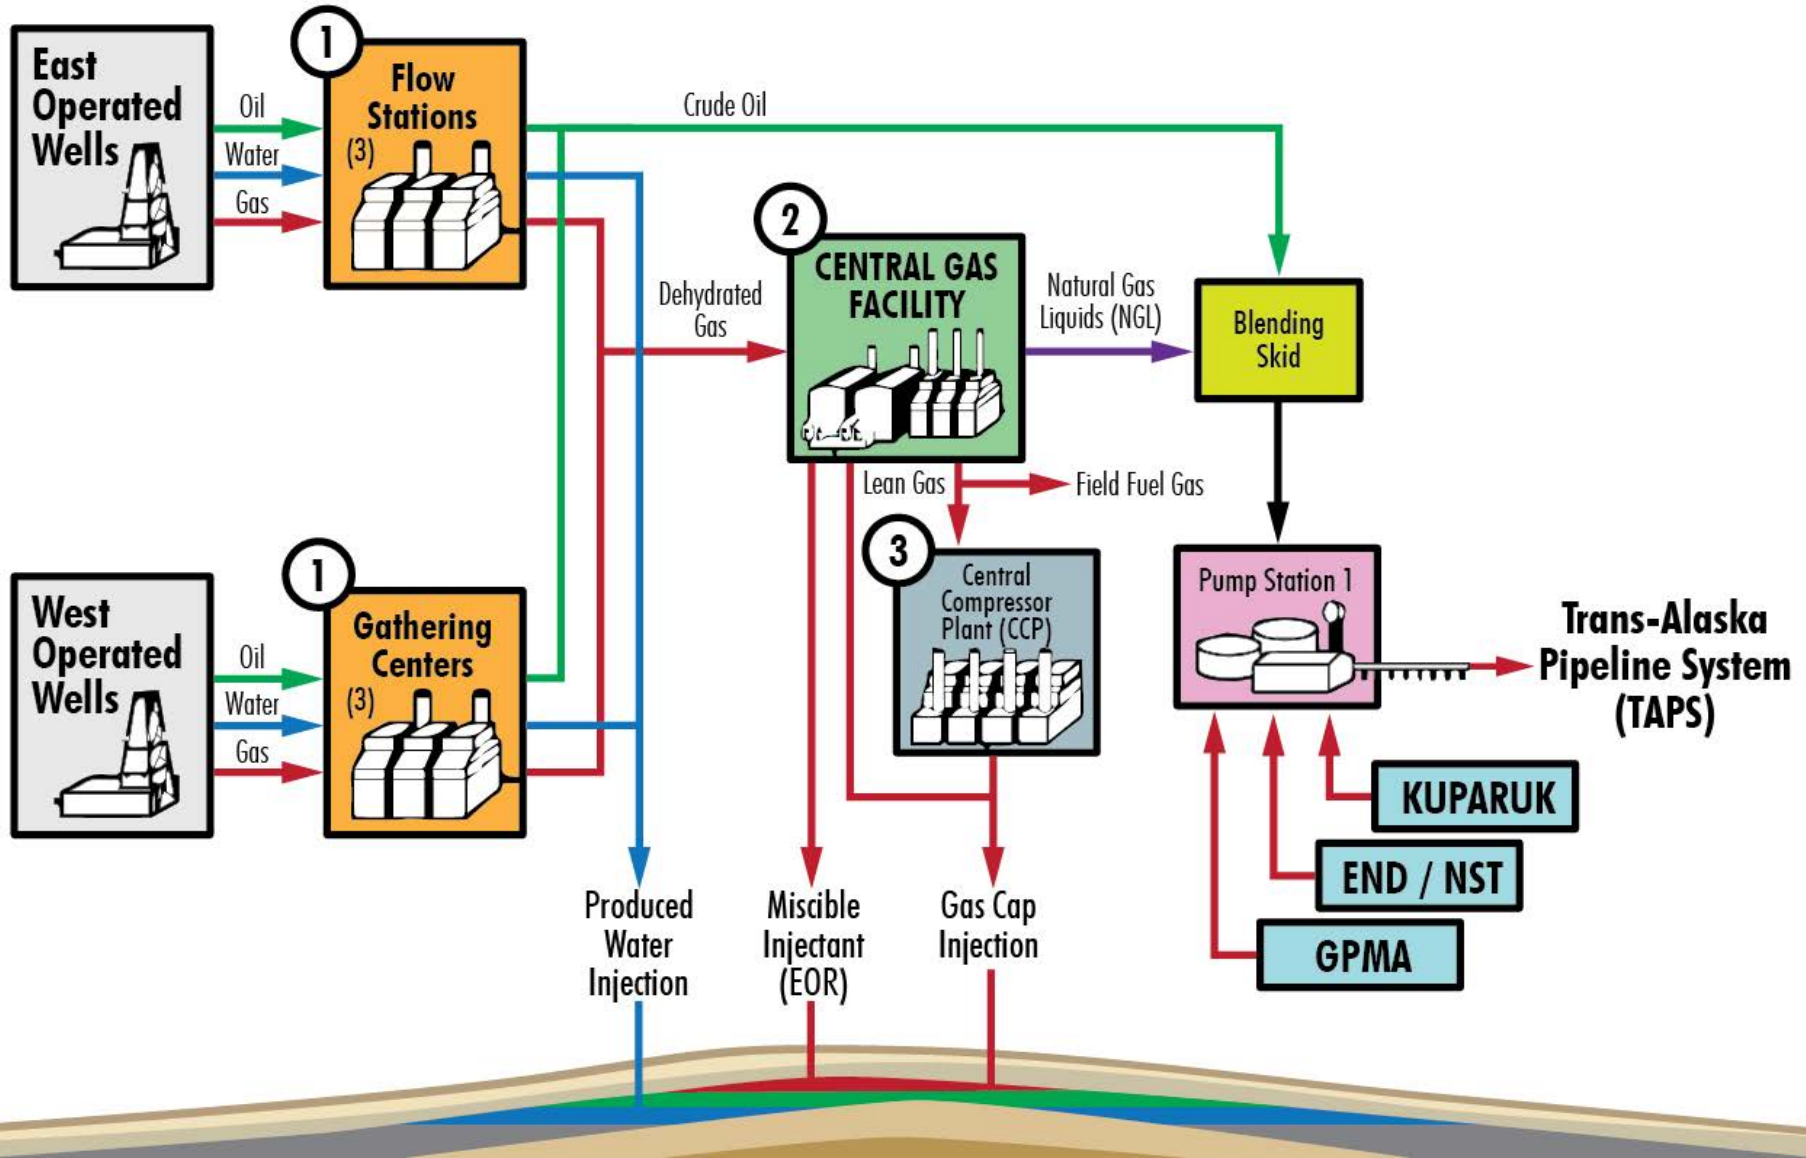 East
Operated
Wells
Oil
Water
Gas
1
Flow
Stations
(3)
Crude Oil
2
CENTRAL GAS
FACILITY
Dehydrated
Gas
Natural Gas
Liquids (NGL)
Blending
Skid
Lean Gas
Field Fuel Gas
West
Operated
Wells
Oil
Water
Gas
1
Gathering
Centers
(3)
3
Central
Compressor
Plant (CCP)
Pump Station 1
Trans-Alaska
Pipeline System
(TAPS)
KUPARUK
END / NST
GPMA
Produced
Water
Injection
Miscible
Injectant
(EOR)
Gas Cap
Injection